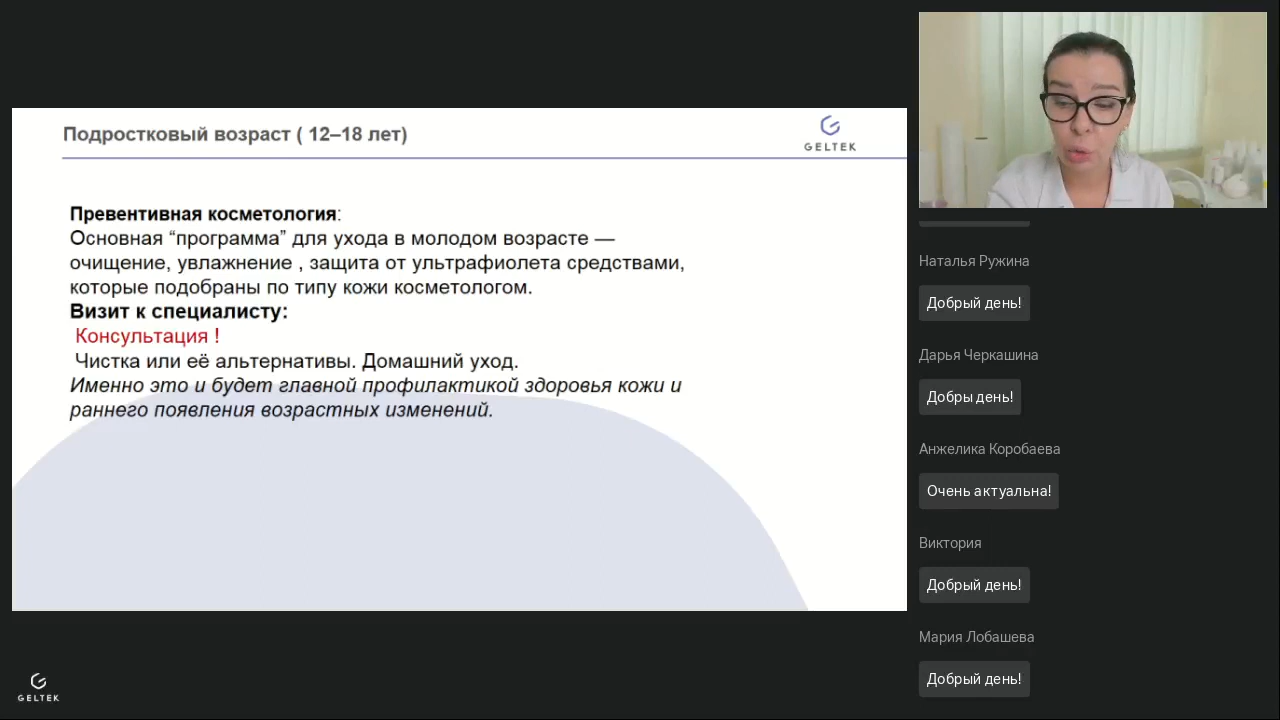 Подростковый возраст ( 12–18 лет)
GELTEK
Превентивная косметология:
Основная “программа” для ухода в молодом возрасте —
очищение, увлажнение , защита от ультрафиолета средствами,
которые подобраны по типу кожи косметологом.
Визит к специалисту:
Консультация !
Чистка или её альтернативы. Домашний уход.
Именно это и будет главной профилактикой здоровья кожи и
раннего появления возрастных изменений.
GELTEK
Наталья Ружина
Добрый день!
Дарья Черкашина
Добры день!
Анжелика Коробаева
Очень актуальна!
Виктория
Добрый день!
Мария Лобашева
Добрый день!